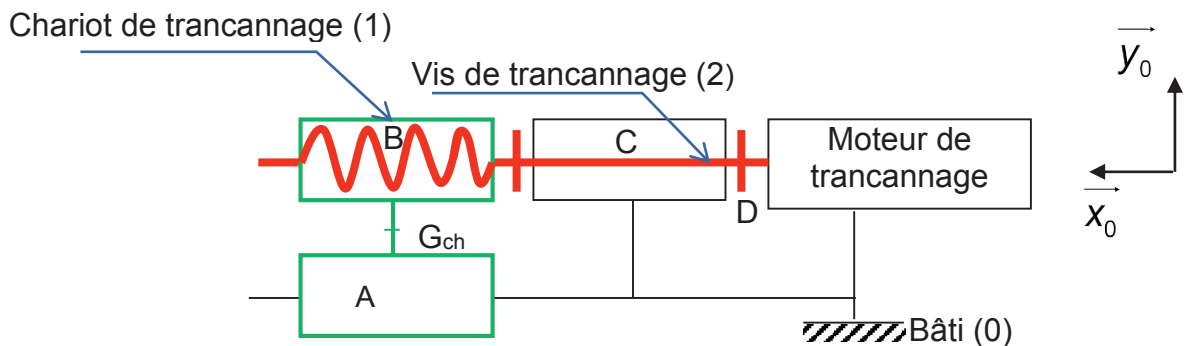 Chariot de trancannage (1)
Vis de trancannage (2)
y₀
B
C
Moteur de
trancannage
D
x₀
Gch
A
Bâti (0)